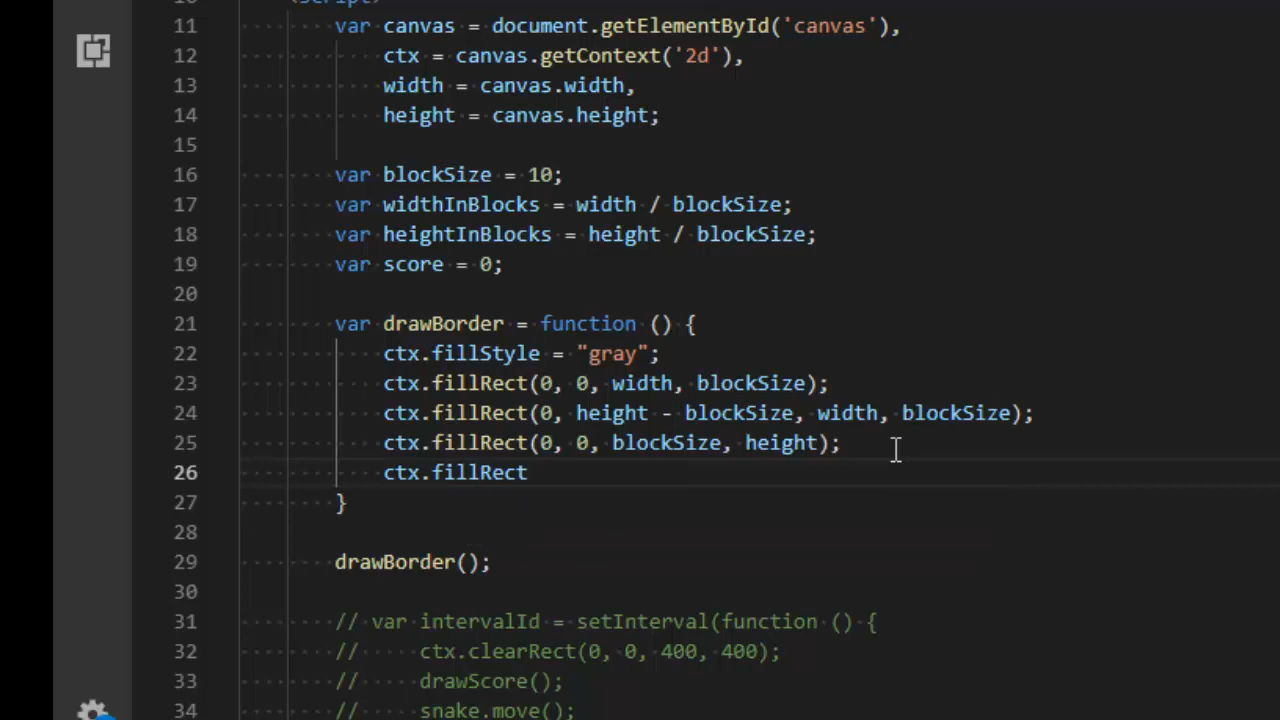 10 <script>
11 var canvas = document.getElementById('canvas'),
12 ctx = canvas.getContext('2d'),
13 width = canvas.width,
14 height = canvas.height;
15
16 var blockSize = 10;
17 var widthInBlocks = width / blockSize;
18 var heightInBlocks = height / blockSize;
19 var score = 0;
20
21 var drawBorder = function () {
22 ctx.fillStyle = "gray";
23 ctx.fillRect(0, 0, width, blockSize);
24 ctx.fillRect(0, height - blockSize, width, blockSize);
25 ctx.fillRect(0, 0, blockSize, height);
26 ctx.fillRect
27 }
28
29 drawBorder();
30
31 // var intervalId = setInterval(function () {
32 // ctx.clearRect(0, 0, 400, 400);
33 // drawScore();
34 // snake.move();